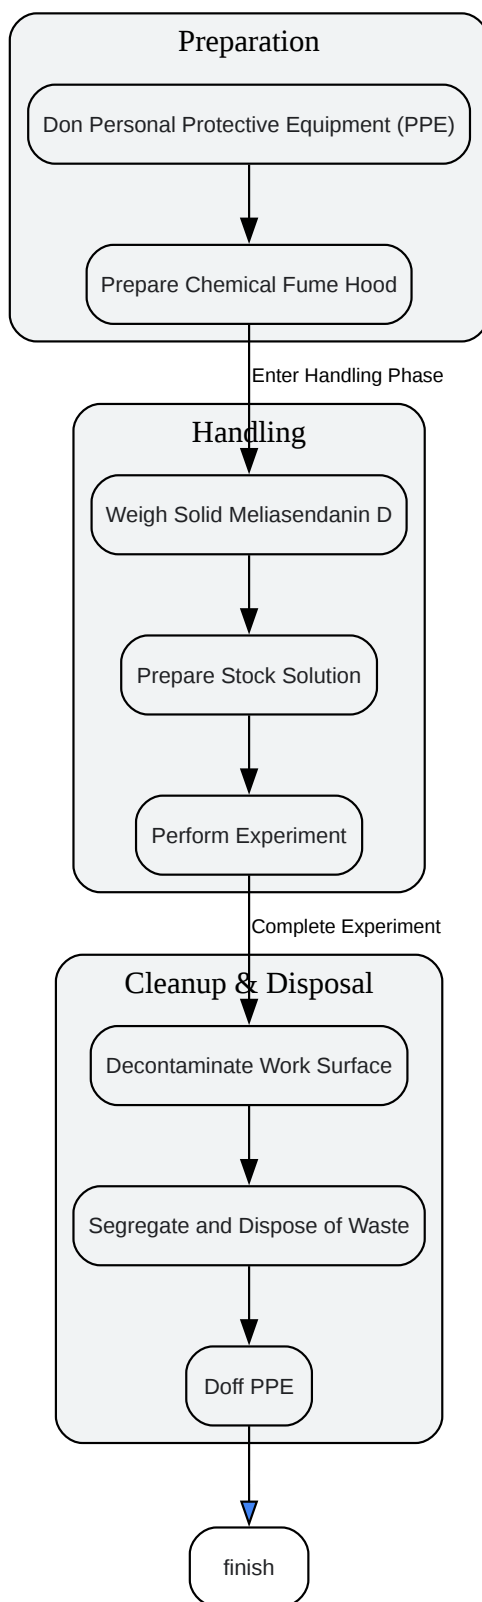 Preparation
Don Personal Protective Equipment (PPE)
Prepare Chemical Fume Hood
Enter Handling Phase
Handling
Weigh Solid Meliasendanin D
Prepare Stock Solution
Perform Experiment
Complete Experiment
Cleanup & Disposal
Decontaminate Work Surface
Segregate and Dispose of Waste
Doff PPE
finish